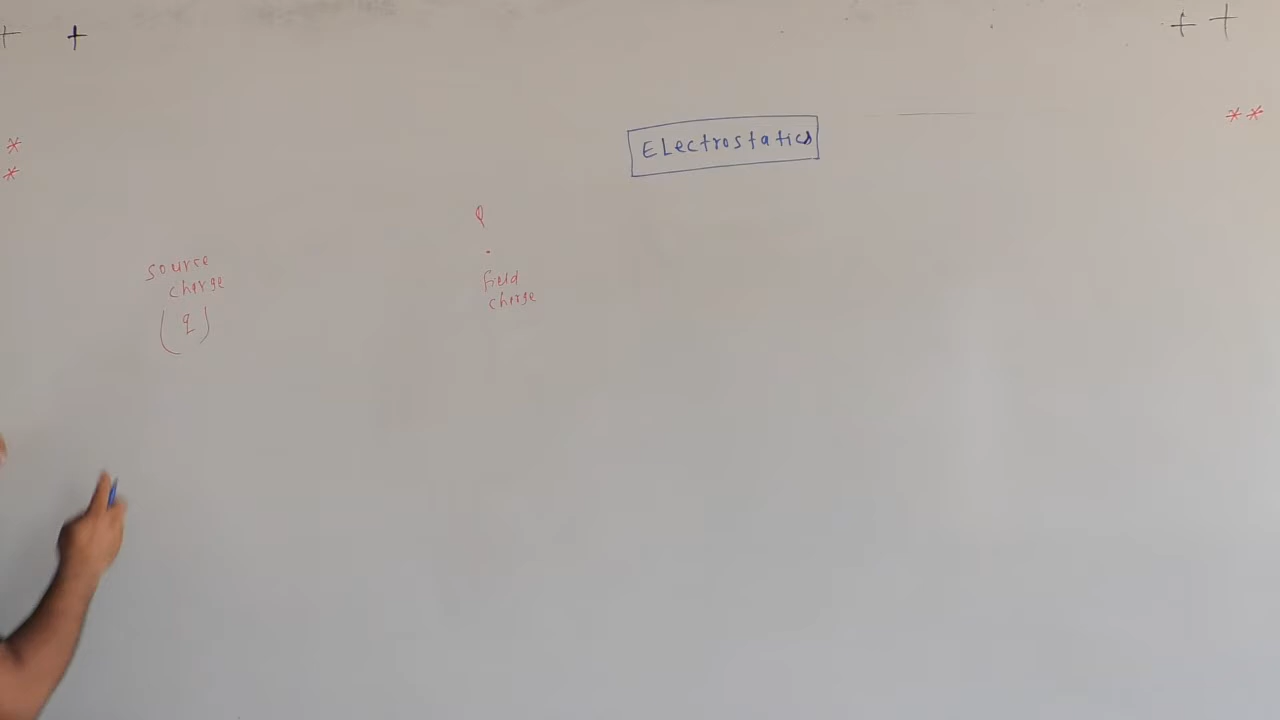 + +
+ +
* *
*
*
Electrostatics
Q
source
charge
(q)
field
charge